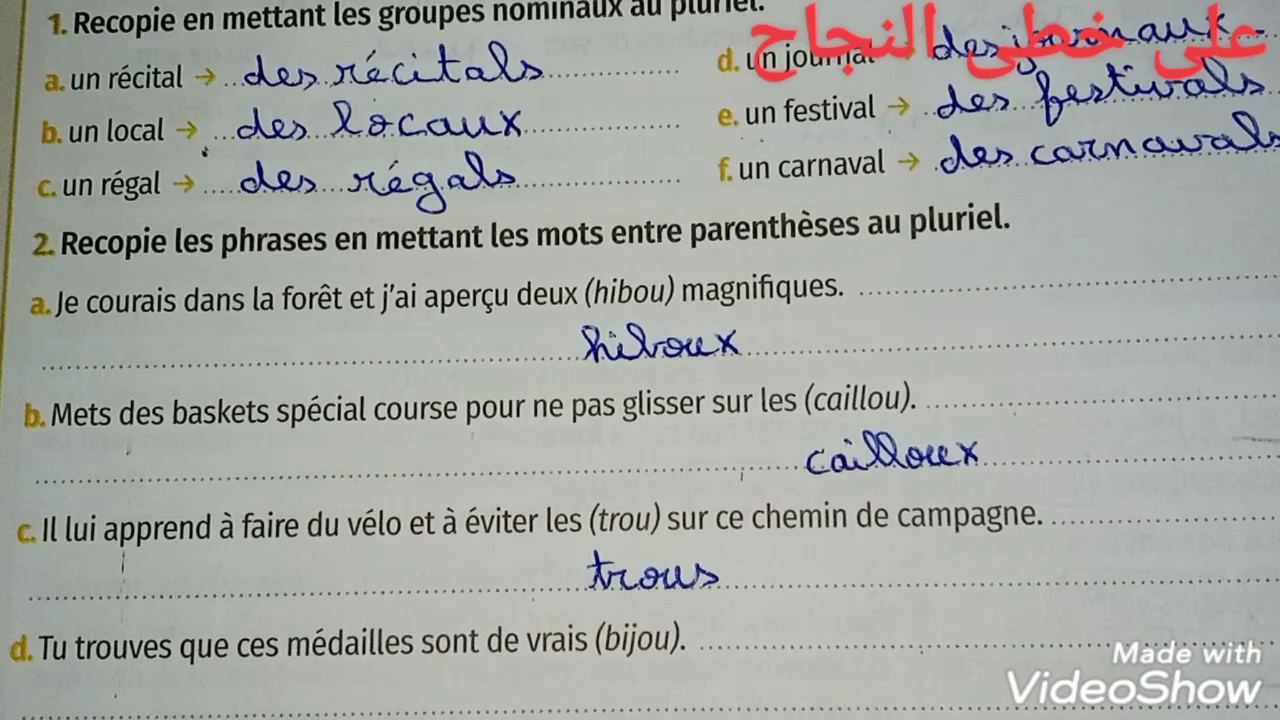 1. Recopie en mettant les groupes nominaux au pluriel.
a. un récital → des récitals
b. un local → des locaux
c. un régal → des régals
d. un journal → des journaux
e. un festival → des festivals
f. un carnaval → des carnavals
على خطى النجاح
2. Recopie les phrases en mettant les mots entre parenthèses au pluriel.
a. Je courais dans la forêt et j'ai aperçu deux (hibou) magnifiques.
hiboux
b. Mets des baskets spécial course pour ne pas glisser sur les (caillou).
cailloux
c. Il lui apprend à faire du vélo et à éviter les (trou) sur ce chemin de campagne.
trous
d. Tu trouves que ces médailles sont de vrais (bijou).
Made with
VideoShow